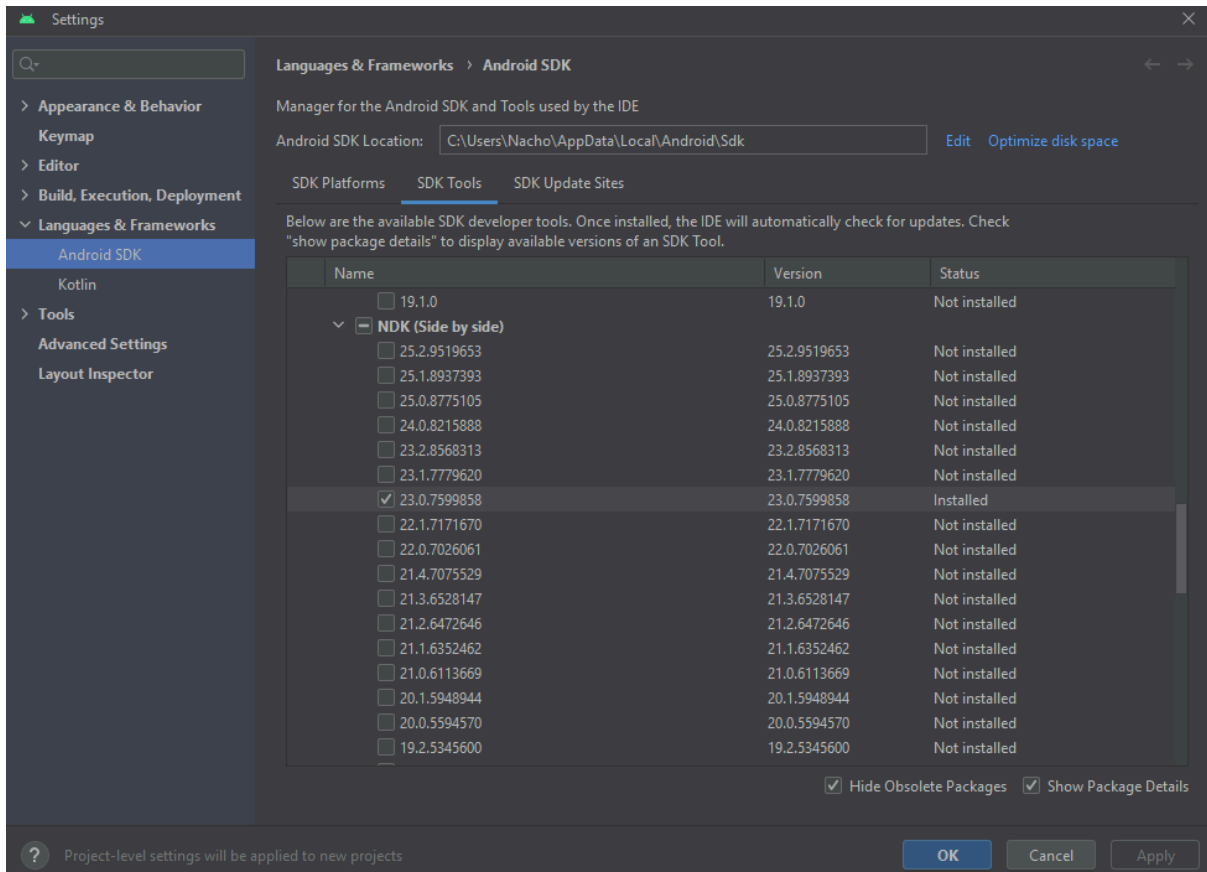 Settings
Languages & Frameworks > Android SDK
Appearance & Behavior
Keymap
Editor
Build, Execution, Deployment
Languages & Frameworks
Android SDK
Kotlin
Tools
Advanced Settings
Layout Inspector
Manager for the Android SDK and Tools used by the IDE
Android SDK Location: C:\Users\Nacho\AppData\Local\Android\Sdk Edit Optimize disk space
SDK Platforms SDK Tools SDK Update Sites
Below are the available SDK developer tools. Once installed, the IDE will automatically check for updates. Check
"show package details" to display available versions of an SDK Tool.
Name Version Status
19.1.0 19.1.0 Not installed
NDK (Side by side)
25.2.9519653 25.2.9519653 Not installed
25.1.8937393 25.1.8937393 Not installed
25.0.8775105 25.0.8775105 Not installed
24.0.8215888 24.0.8215888 Not installed
23.2.8568313 23.2.8568313 Not installed
23.1.7779620 23.1.7779620 Not installed
23.0.7599858 23.0.7599858 Installed
22.1.7171670 22.1.7171670 Not installed
22.0.7026061 22.0.7026061 Not installed
21.4.7075529 21.4.7075529 Not installed
21.3.6528147 21.3.6528147 Not installed
21.2.6472646 21.2.6472646 Not installed
21.1.6352462 21.1.6352462 Not installed
21.0.6113669 21.0.6113669 Not installed
20.1.5948944 20.1.5948944 Not installed
20.0.5594570 20.0.5594570 Not installed
19.2.5345600 19.2.5345600 Not installed
Hide Obsolete Packages Show Package Details
? Project-level settings will be applied to new projects
OK Cancel Apply